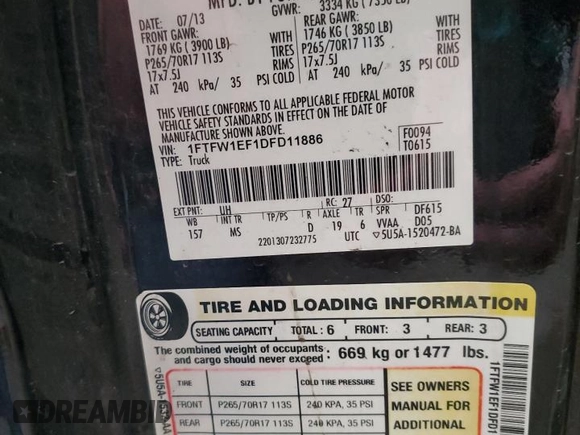 DATE: 07/13 GVWR: 3334 KG (7350 LB)
FRONT GAWR: REAR GAWR:
1769 KG (3900 LB) WITH 1746 KG (3850 LB) WITH
P265/70R17 113S TIRES P265/70R17 113S TIRES
17x7.5J RIMS 17x7.5J RIMS
AT 240 kPa/ 35 PSI COLD AT 240 kPa/ 35 PSI COLD
THIS VEHICLE CONFORMS TO ALL APPLICABLE FEDERAL MOTOR
VEHICLE SAFETY STANDARDS IN EFFECT ON THE DATE OF
MANUFACTURE SHOWN ABOVE.
VIN: 1FTFW1EF1DFD11886 F0094
TYPE: Truck T0615
EXT PNT: UH RC: 27 DSO:
WB INT TR TP/PS R AXLE TR SPR DF615
157 MS D 19 6 VVAA D05
2201307232775 UTC ▽5U5A-1520472-BA
TIRE AND LOADING INFORMATION
SEATING CAPACITY TOTAL: 6 FRONT: 3 REAR: 3
The combined weight of occupants
and cargo should never exceed: 669 kg or 1477 lbs.
TIRE SIZE COLD TIRE PRESSURE SEE OWNERS
FRONT P265/70R17 113S 240 KPA, 35 PSI MANUAL FOR
REAR P265/70R17 113S 240 KPA, 35 PSI ADDITIONAL
DREAMBID